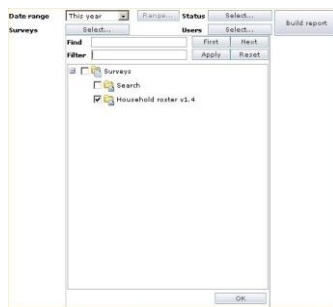 Date range This year Range... Status Select... Build report
Surveys Select... Users Select...
Find First Next
Filter Apply Reset
Surveys
Search
Household roster v1.4
OK